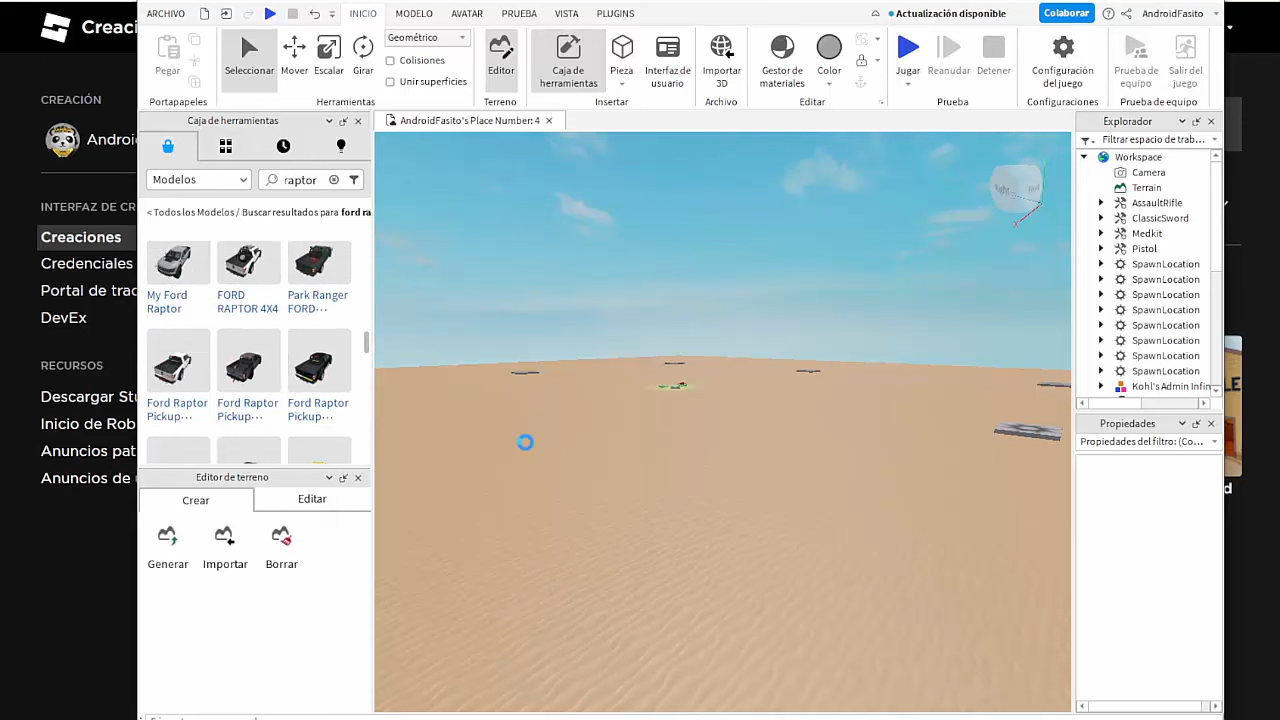 Creaci
CREACIÓN
Andro
INTERFAZ DE CR
Creaciones
Credenciales
Portal de trad
DevEx
RECURSOS
Descargar Stu
Inicio de Rob
Anuncios pat
Anuncios de
ARCHIVO
INICIO
MODELO
AVATAR
PRUEBA
VISTA
PLUGINS
Actualización disponible
Colaborar
AndroidFasito
Pegar
Portapapeles
Seleccionar
Mover
Escalar
Girar
Geométrico
Colisiones
Unir superficies
Herramientas
Editor
Terreno
Caja de
herramientas
Pieza
Interfaz de
usuario
Insertar
Importar
3D
Archivo
Gestor de
materiales
Color
Editar
Jugar
Reanudar
Detener
Prueba
Configuración
del juego
Configuraciones
Prueba de
equipo
Salir del
juego
Prueba de equipo
Caja de herramientas
Modelos
raptor
< Todos los Modelos / Buscar resultados para ford ra
My Ford
Raptor
FORD
RAPTOR 4X4
Park Ranger
FORD···
Ford Raptor
Pickup···
Ford Raptor
Pickup···
Ford Raptor
Pickup···
Editor de terreno
Crear
Editar
Generar
Importar
Borrar
AndroidFasito's Place Number: 4
Explorador
Filtrar espacio de trab...
Workspace
Camera
Terrain
AssaultRifle
ClassicSword
Medkit
Pistol
SpawnLocation
SpawnLocation
SpawnLocation
SpawnLocation
SpawnLocation
SpawnLocation
SpawnLocation
SpawnLocation
Kohl's Admin Infin
Propiedades
Propiedades del filtro: (Co...